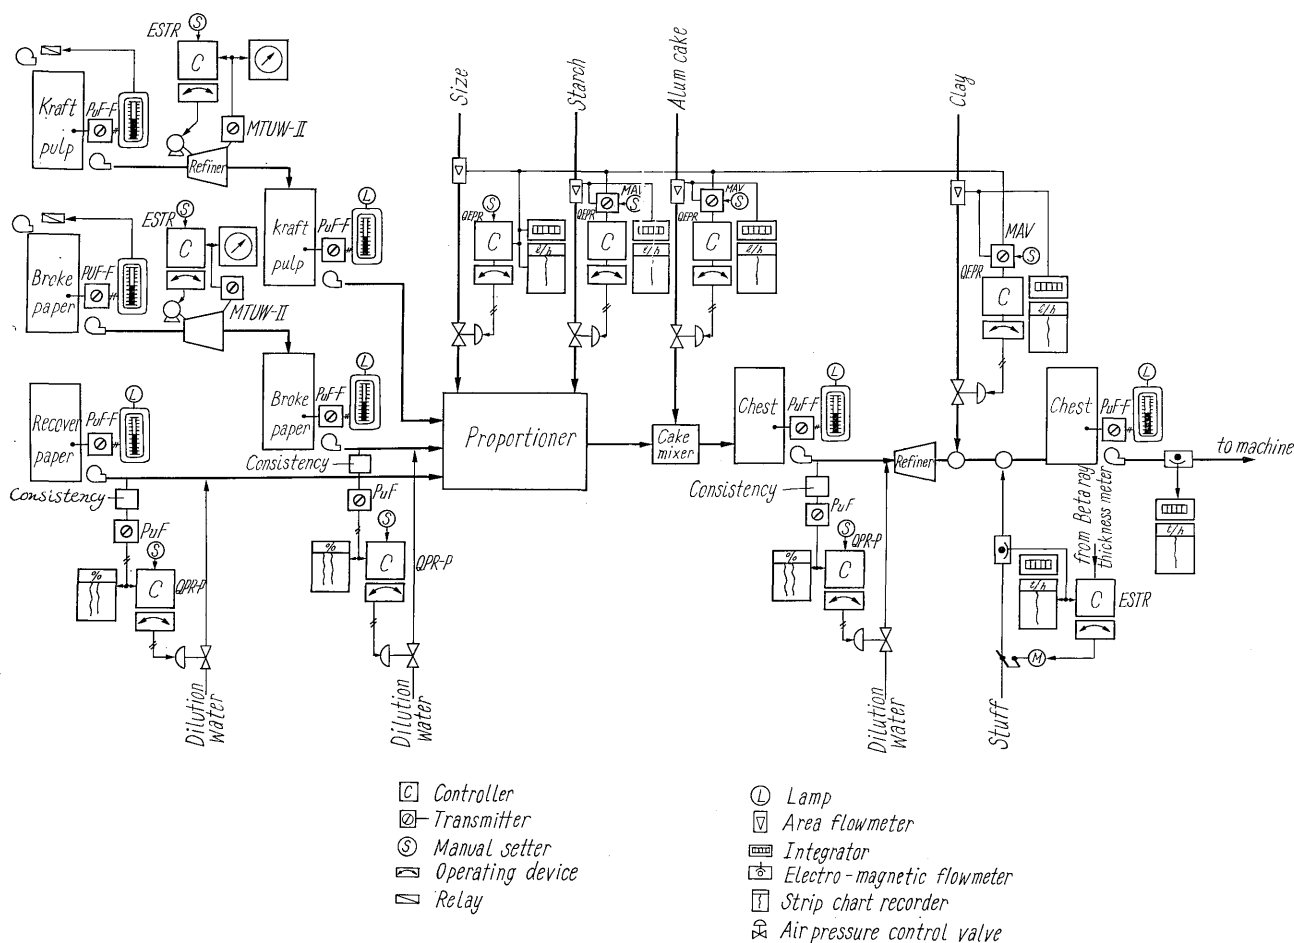 ESTR
S
C
Kraft
pulp
PuF-F
MTUW-II
Refiner
Size
Starch
Alum cake
Clay
ESTR
S
C
Broke
paper
PUF-F
MTUW-II
kraft
pulp
PuF-F
L
QEPR
S
C
t/h
MAV
S
QEPR
C
t/h
MAV
S
QEPR
C
t/h
MAV
S
QEPR
C
t/h
Recover
paper
PuF-F
L
Broke
paper
PuF-F
L
Consistency
Proportioner
Cake
mixer
Chest
PuF-F
L
Refiner
Chest
PuF-F
L
to machine
Consistency
PuF
S
%
C
QPR-P
Dilution
water
PuF
S
%
C
QPR-P
Dilution
water
Consistency
PuF
S
%
C
QPR-P
Dilution
water
from Beta ray
thickness meter
t/h
C
ESTR
M
Stuff
t/h
C Controller
Transmitter
S Manual setter
Operating device
Relay
L Lamp
Area flowmeter
Integrator
Electro-magnetic flowmeter
Strip chart recorder
Air pressure control valve